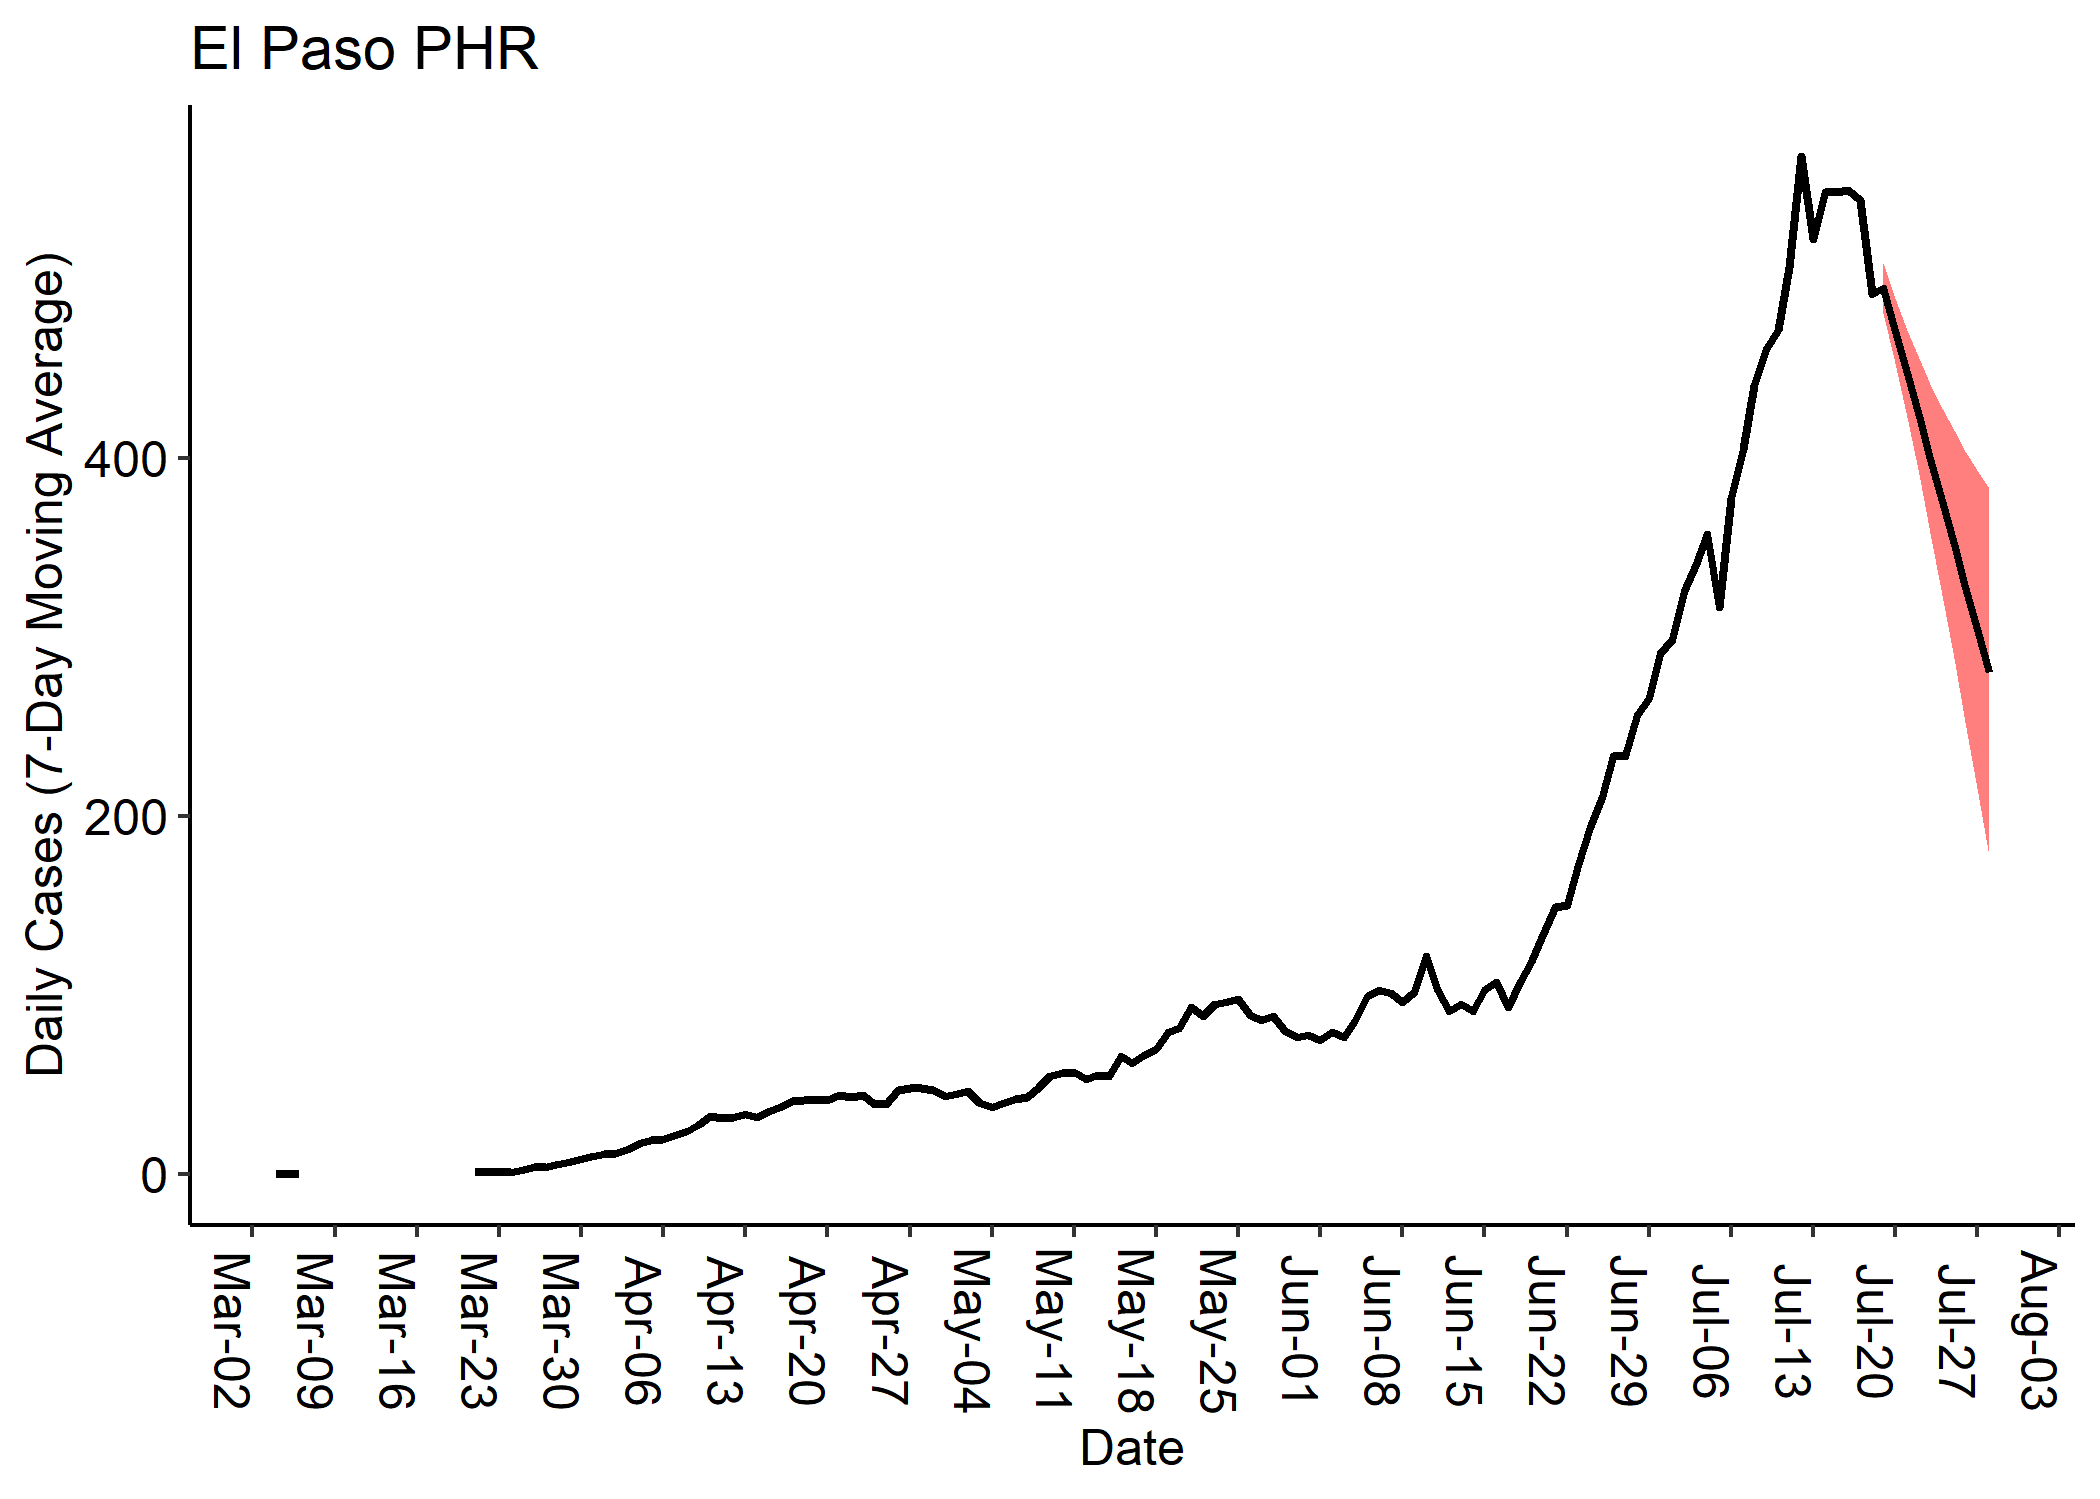 El Paso PHR
Daily Cases (7-Day Moving Average)
400
200
0
Mar-02
Mar-09
Mar-16
Mar-23
Mar-30
Apr-06
Apr-13
Apr-20
Apr-27
May-04
May-11
May-18
May-25
Jun-01
Jun-08
Jun-15
Jun-22
Jun-29
Jul-06
Jul-13
Jul-20
Jul-27
Aug-03
Date